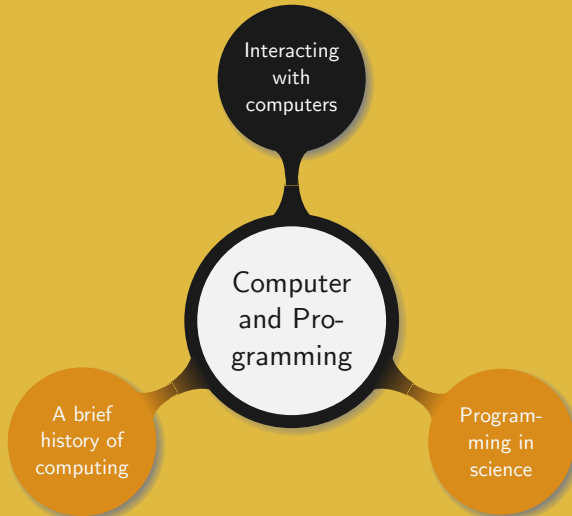 Interacting
with
computers
Computer
and Pro-
gramming
A brief
history of
computing
Program-
ming in
science